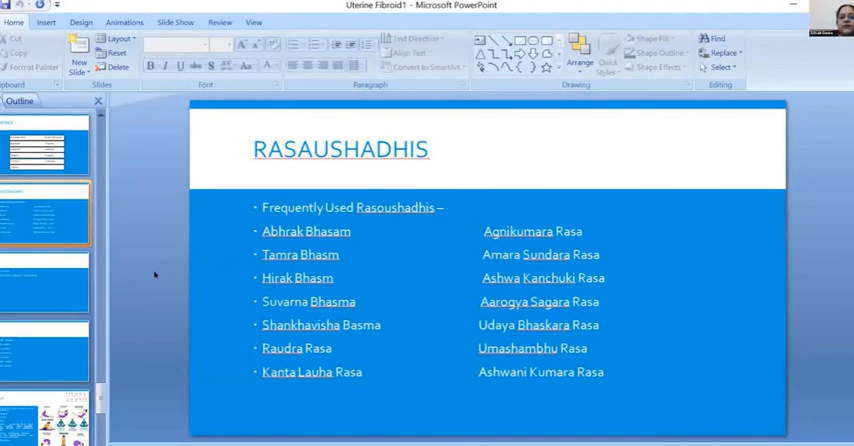 Uterine Fibroid1 - Microsoft PowerPoint
Home Insert Design Animations Slide Show Review View
Cut
Copy
Format Painter
New Slide
Layout
Reset
Delete
Slides
B I U S
Font
Paragraph
Text Direction
Align Text
Convert to SmartArt
Arrange
Quick Styles
Shape Fill
Shape Outline
Shape Effects
Drawing
Find
Replace
Select
Editing
Outline
RASAUSHADHIS
Frequently Used Rasoushadhis –
Abhrak Bhasam Agnikumara Rasa
Tamra Bhasm Amara Sundara Rasa
Hirak Bhasm Ashwa Kanchuki Rasa
Suvarna Bhasma Aarogya Sagara Rasa
Shankhavisha Basma Udaya Bhaskara Rasa
Raudra Rasa Umashambhu Rasa
Kanta Lauha Rasa Ashwani Kumara Rasa